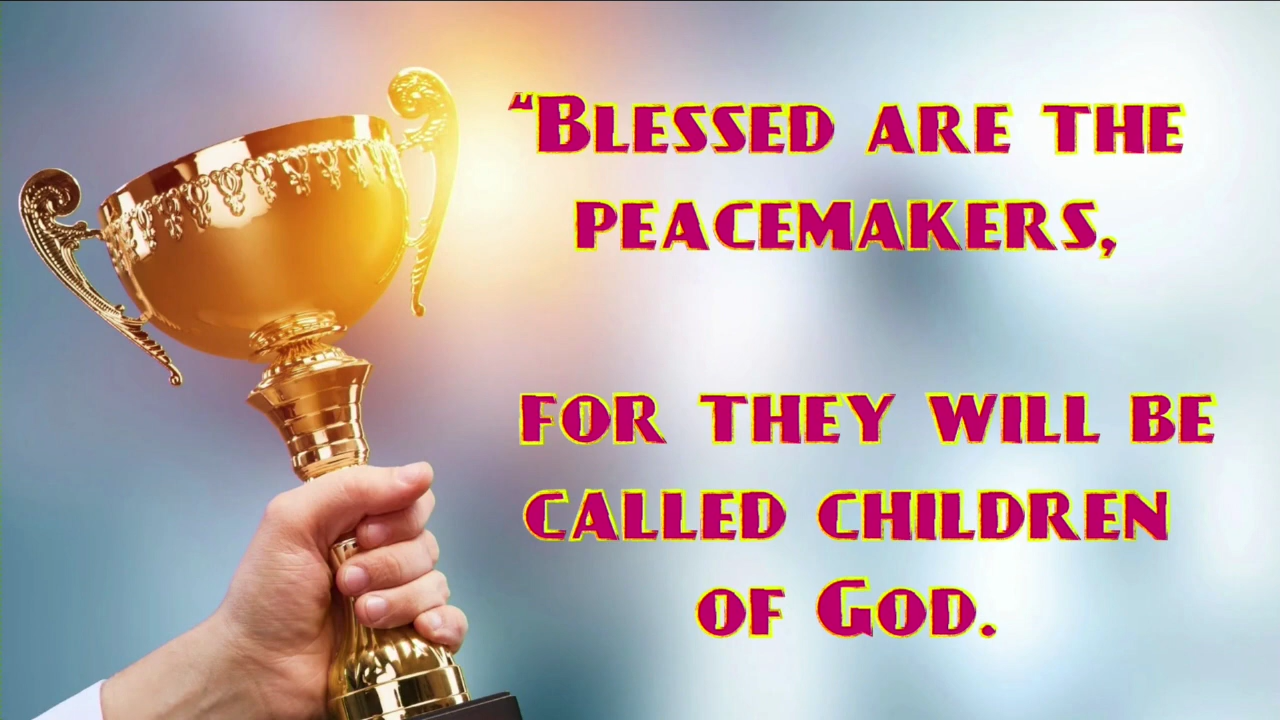 “Blessed are the
peacemakers,
for they will be
called children
of God.